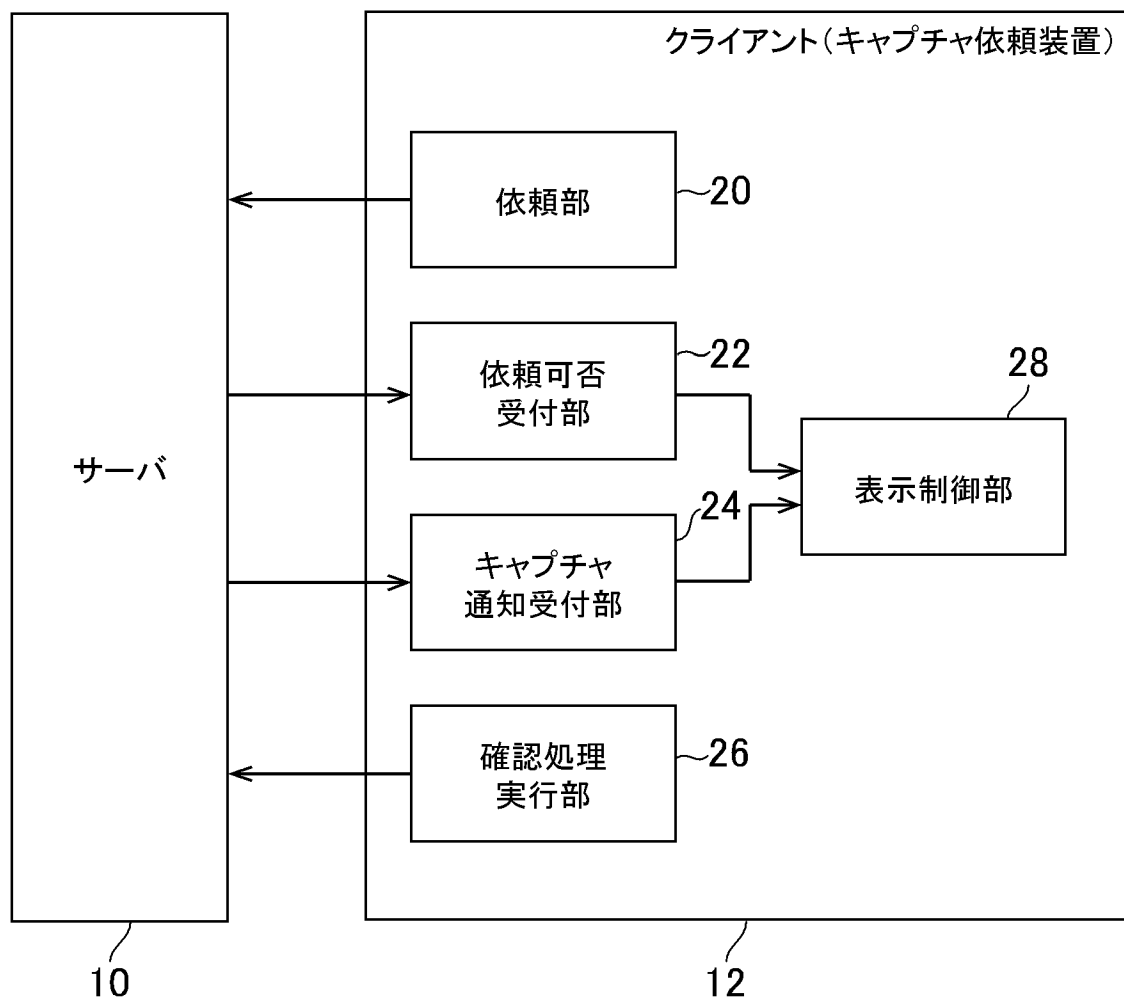 クライアント（キャプチャ依頼装置）
依頼部
20
依頼可否
受付部
22
28
サーバ
表示制御部
24
キャプチャ
通知受付部
確認処理
実行部
26
10
12